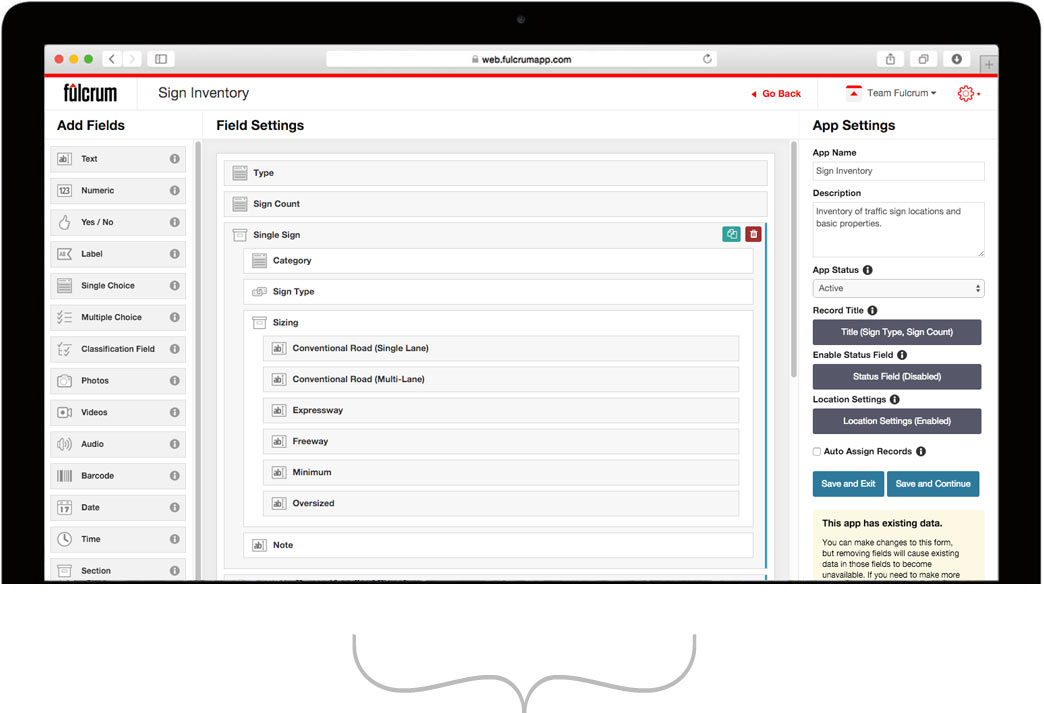 web.fulcrumapp.com
fulcrum
Sign Inventory
Go Back
Team Fulcrum
Add Fields
Text
Numeric
Yes / No
Label
Single Choice
Multiple Choice
Classification Field
Photos
Videos
Audio
Barcode
Date
Time
Section
Field Settings
Type
Sign Count
Single Sign
Category
Sign Type
Sizing
Conventional Road (Single Lane)
Conventional Road (Multi-Lane)
Expressway
Freeway
Minimum
Oversized
Note
App Settings
App Name
Sign Inventory
Description
Inventory of traffic sign locations and
basic properties.
App Status
Active
Record Title
Title (Sign Type, Sign Count)
Enable Status Field
Status Field (Disabled)
Location Settings
Location Settings (Enabled)
Auto Assign Records
Save and Exit
Save and Continue
This app has existing data.
You can make changes to this form,
but removing fields will cause existing
data in those fields to become
unavailable. If you need to make more